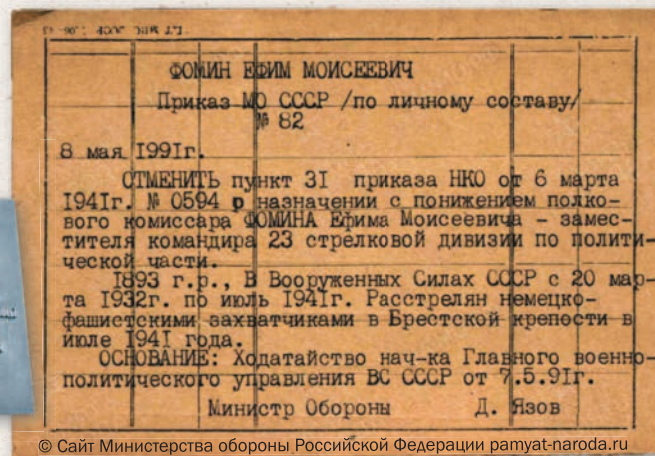 ФОМИН ЕФИМ МОИСЕЕВИЧ
Приказ МО СССР /по личному составу/
№ 82
8 мая 1991г.
ОТМЕНИТЬ пункт 31 приказа НКО от 6 марта
1941г. № 0594 о назначении с понижением полко-
вого комиссара ФОМИНА Ефима Моисеевича - замес-
тителя командира 23 стрелковой дивизии по полити-
ческой части.
1893 г.р., В Вооруженных Силах СССР с 20 мар-
та 1932г. по июль 1941г. Расстрелян немецко-
фашистскими захватчиками в Брестской крепости в
июле 1941 года.
ОСНОВАНИЕ: Ходатайство нач-ка Главного военно-
политического управления ВС СССР от 7.5.91г.
Министр Обороны Д. Язов
© Сайт Министерства обороны Российской Федерации pamyat-naroda.ru